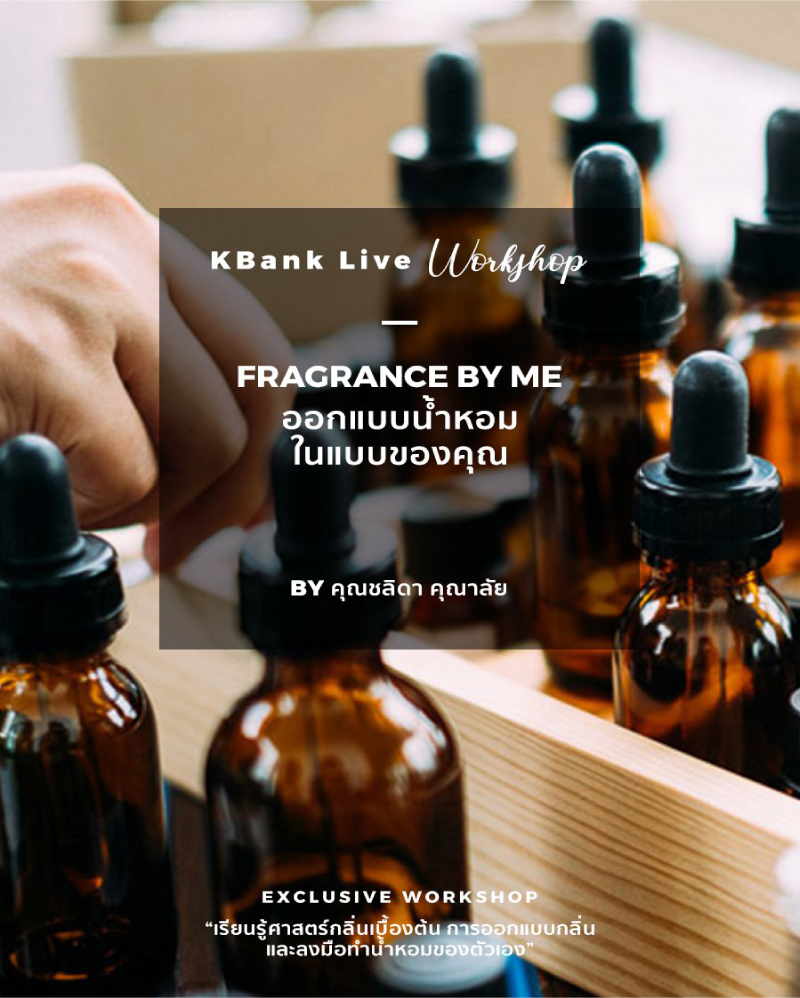 KBank Live Workshop
FRAGRANCE BY ME
ออกแบบน้ำหอม
ในแบบของคุณ
BY คุณชลิดา คุณาลัย
EXCLUSIVE WORKSHOP
“เรียนรู้ศาสตร์กลิ่นเบื้องต้น การออกแบบกลิ่น
และลงมือทำน้ำหอมของตัวเอง”